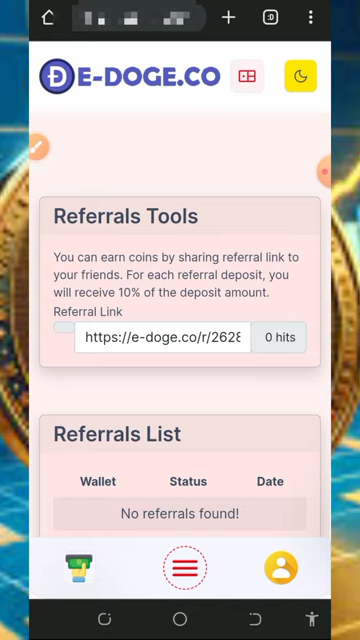 :D
E-DOGE.CO
Referrals Tools
You can earn coins by sharing referral link to
your friends. For each referral deposit, you
will receive 10% of the deposit amount.
Referral Link
https://e-doge.co/r/2628
0 hits
Referrals List
Wallet Status Date
No referrals found!